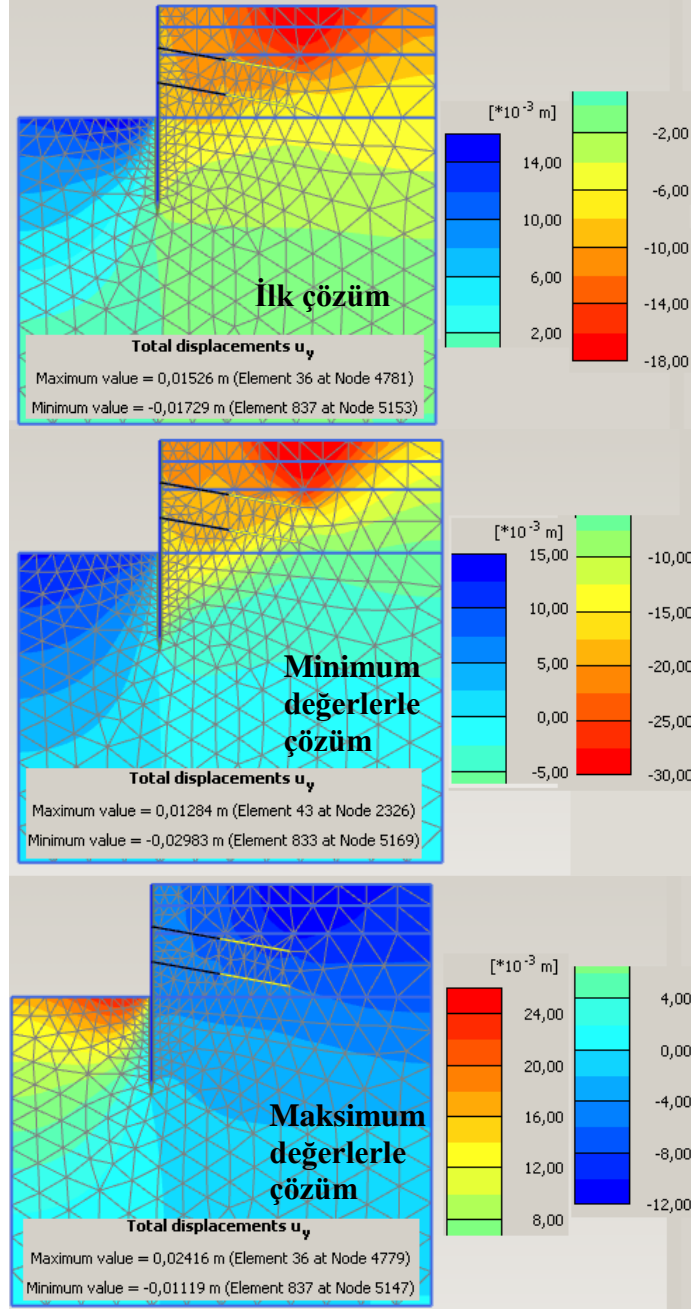 [*10⁻³ m]
14,00
10,00
6,00
2,00
-2,00
-6,00
-10,00
-14,00
-18,00
İlk çözüm
Total displacements uy
Maximum value = 0,01526 m (Element 36 at Node 4781)
Minimum value = -0,01729 m (Element 837 at Node 5153)
[*10⁻³ m]
15,00
10,00
5,00
0,00
-5,00
-10,00
-15,00
-20,00
-25,00
-30,00
Minimum
değerlerle
çözüm
Total displacements uy
Maximum value = 0,01284 m (Element 43 at Node 2326)
Minimum value = -0,02983 m (Element 833 at Node 5169)
[*10⁻³ m]
24,00
20,00
16,00
12,00
8,00
4,00
0,00
-4,00
-8,00
-12,00
Maksimum
değerlerle
çözüm
Total displacements uy
Maximum value = 0,02416 m (Element 36 at Node 4779)
Minimum value = -0,01119 m (Element 837 at Node 5147)